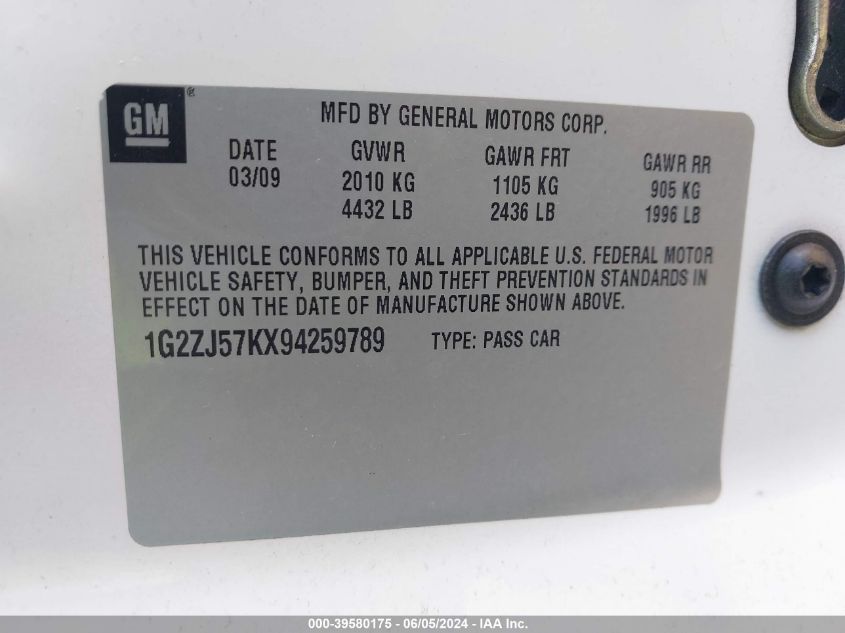 GM®
MFD BY GENERAL MOTORS CORP.
DATE GVWR GAWR FRT GAWR RR
03/09 2010 KG 1105 KG 905 KG
4432 LB 2436 LB 1996 LB
THIS VEHICLE CONFORMS TO ALL APPLICABLE U.S. FEDERAL MOTOR
VEHICLE SAFETY, BUMPER, AND THEFT PREVENTION STANDARDS IN
EFFECT ON THE DATE OF MANUFACTURE SHOWN ABOVE.
1G2ZJ57KX94259789 TYPE: PASS CAR
000-39580175 - 06/05/2024 - IAA Inc.